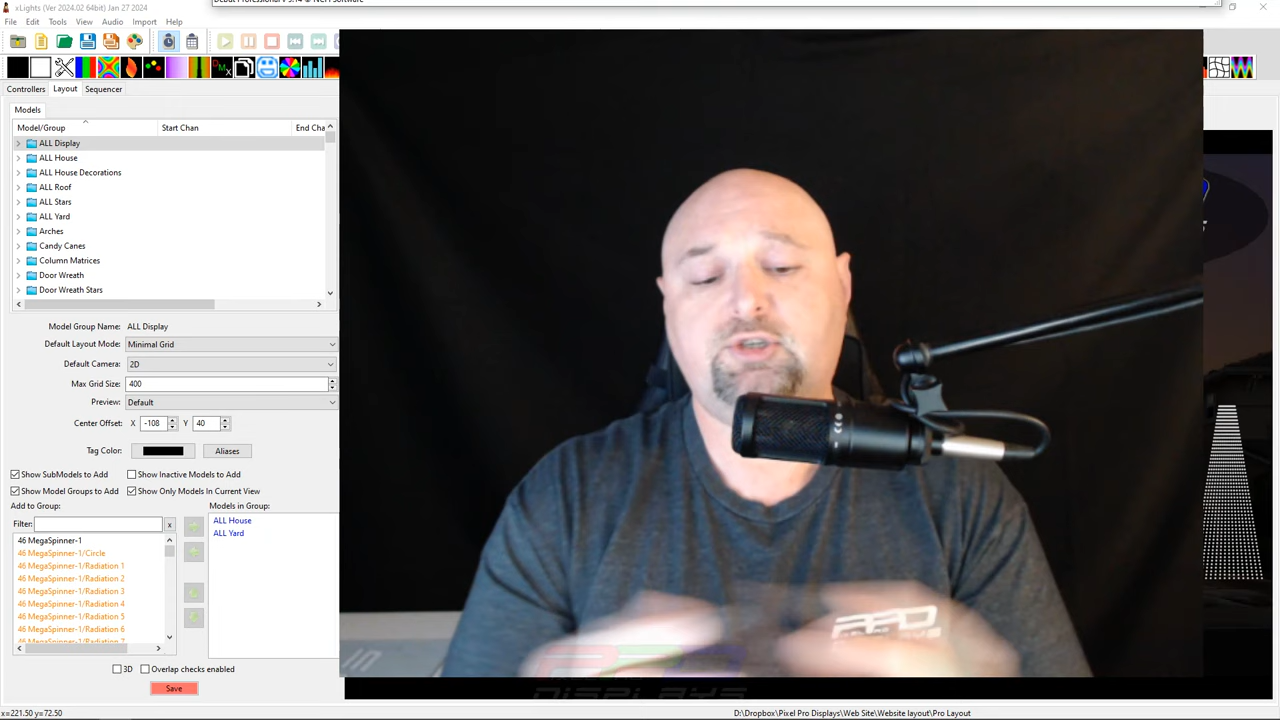 xLights (Ver 2024.02 64bit) Jan 27 2024
File Edit Tools View Audio Import Help
Controllers Layout Sequencer
Models
Model/Group Start Chan End Cha
ALL Display
ALL House
ALL House Decorations
ALL Roof
ALL Stars
ALL Yard
Arches
Candy Canes
Column Matrices
Door Wreath
Door Wreath Stars
Model Group Name: ALL Display
Default Layout Mode: Minimal Grid
Default Camera: 2D
Max Grid Size: 400
Preview: Default
Center Offset: X -108 Y 40
Tag Color: Aliases
Show SubModels to Add Show Inactive Models to Add
Show Model Groups to Add Show Only Models In Current View
Add to Group: Models in Group:
Filter: x
ALL House
ALL Yard
46 MegaSpinner-1
46 MegaSpinner-1/Circle
46 MegaSpinner-1/Radiation 1
46 MegaSpinner-1/Radiation 2
46 MegaSpinner-1/Radiation 3
46 MegaSpinner-1/Radiation 4
46 MegaSpinner-1/Radiation 5
46 MegaSpinner-1/Radiation 6
3D Overlap checks enabled
Save
PPD
DISPLAYS
x=221.50 y=72.50 D:\Dropbox\Pixel Pro Displays\Web Site\Website layout\Pro Layout